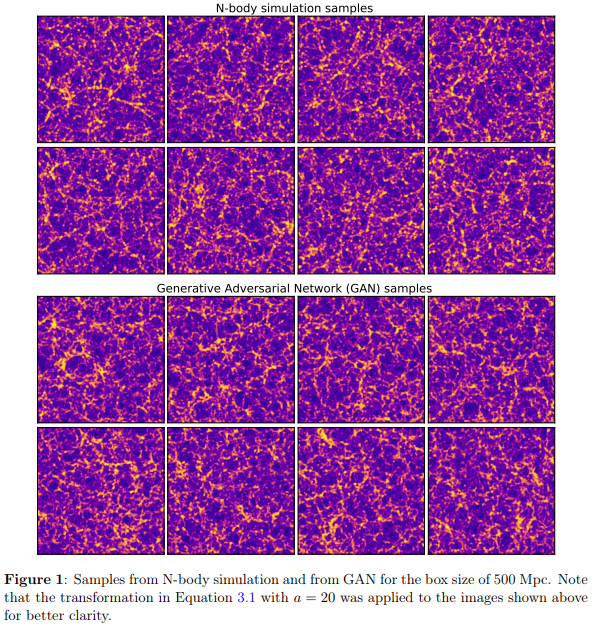 N-body simulation samples
Generative Adversarial Network (GAN) samples
Figure 1: Samples from N-body simulation and from GAN for the box size of 500 Mpc. Note
that the transformation in Equation 3.1 with a = 20 was applied to the images shown above
for better clarity.